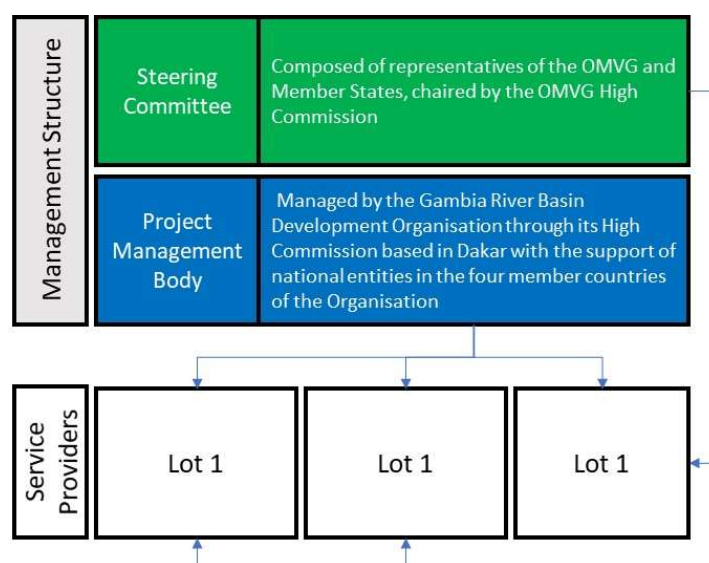 Management Structure
Steering
Committee
Composed of representatives of the OMVG and
Member States, chaired by the OMVG High
Commission
Project
Management
Body
Managed by the Gambia River Basin
Development Organisation through its High
Commission based in Dakar with the support of
national entities in the four member countries
of the Organisation
Service
Providers
Lot 1
Lot 1
Lot 1